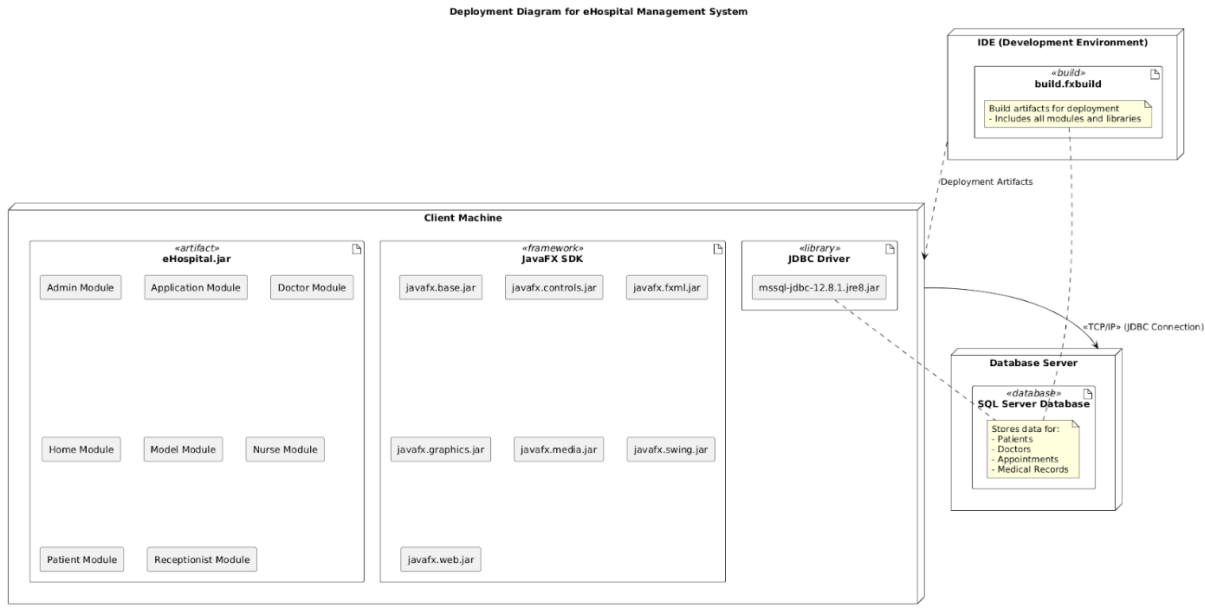 Deployment Diagram for eHospital Management System
IDE (Development Environment)
«build»
build.fxbuild
Build artifacts for deployment
- Includes all modules and libraries
Deployment Artifacts
Client Machine
«artifact»
eHospital.jar
Admin Module
Application Module
Doctor Module
Home Module
Model Module
Nurse Module
Patient Module
Receptionist Module
«framework»
JavaFX SDK
javafx.base.jar
javafx.controls.jar
javafx.fxml.jar
javafx.graphics.jar
javafx.media.jar
javafx.swing.jar
javafx.web.jar
«library»
JDBC Driver
mssql-jdbc-12.8.1.jre8.jar
«TCP/IP» (JDBC Connection)
Database Server
«database»
SQL Server Database
Stores data for:
- Patients
- Doctors
- Appointments
- Medical Records